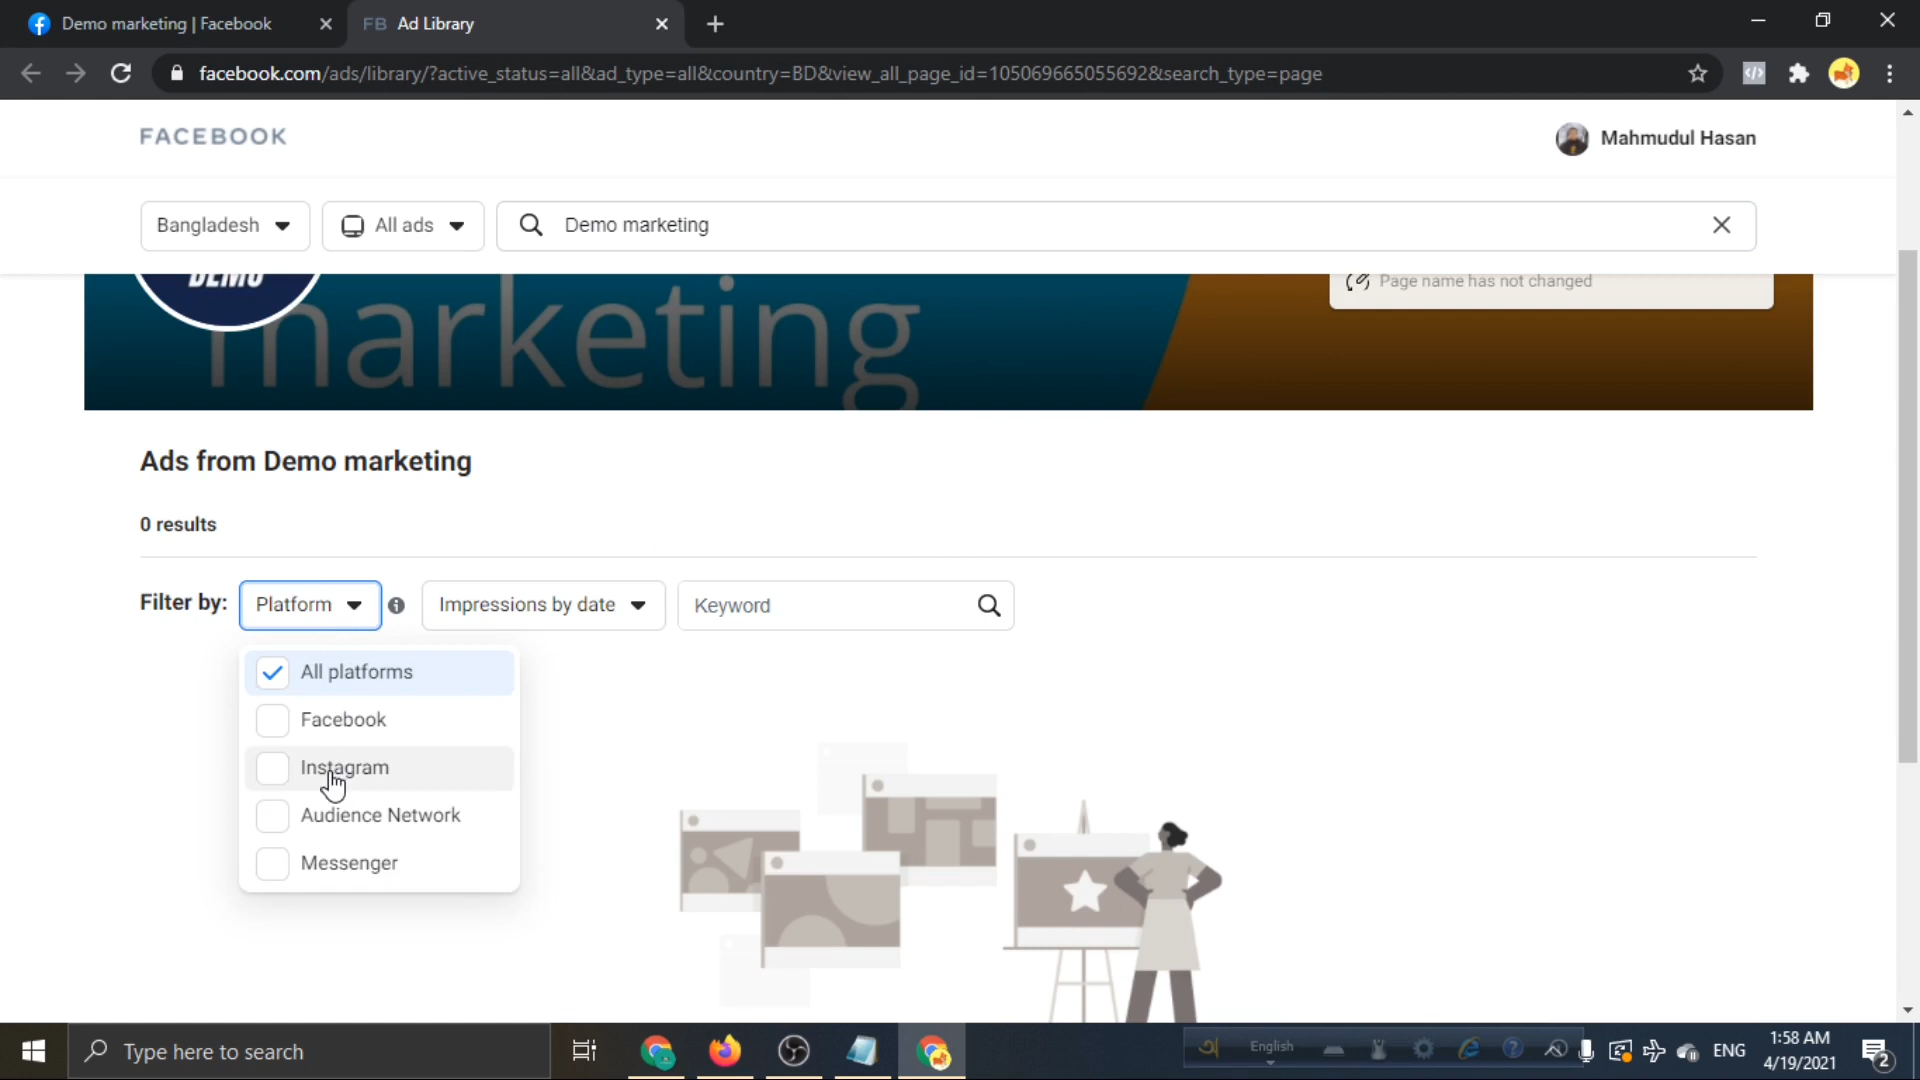 Demo marketing | Facebook
FB Ad Library
facebook.com/ads/library/?active_status=all&ad_type=all&country=BD&view_all_page_id=105069665055692&search_type=page
FACEBOOK
Mahmudul Hasan
Bangladesh
All ads
Demo marketing
DEMO
marketing
Page name has not changed
Ads from Demo marketing
0 results
Filter by:
Platform
Impressions by date
Keyword
All platforms
Facebook
Instagram
Audience Network
Messenger
Type here to search
অ
English
ENG
1:58 AM
4/19/2021
2